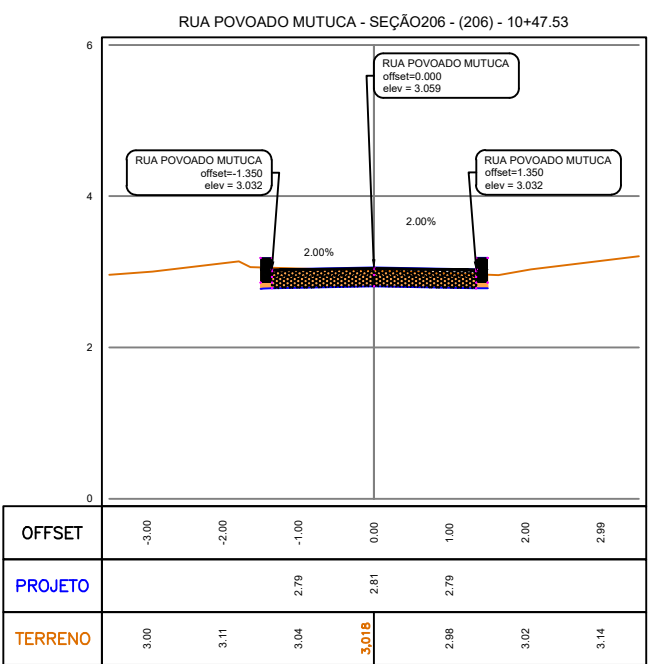 RUA POVOADO MUTUCA - SEÇÃO206 - (206) - 10+47.53
6
RUA POVOADO MUTUCA
offset=0.000
elev = 3.059
RUA POVOADO MUTUCA
offset=-1.350
elev = 3.032
RUA POVOADO MUTUCA
offset=1.350
elev = 3.032
4
2.00%
2.00%
2
0
OFFSET -3.00 -2.00 -1.00 0.00 1.00 2.00 2.99
PROJETO 2.79 2.81 2.79
TERRENO 3.00 3.11 3.04 3,018 2.98 3.02 3.14